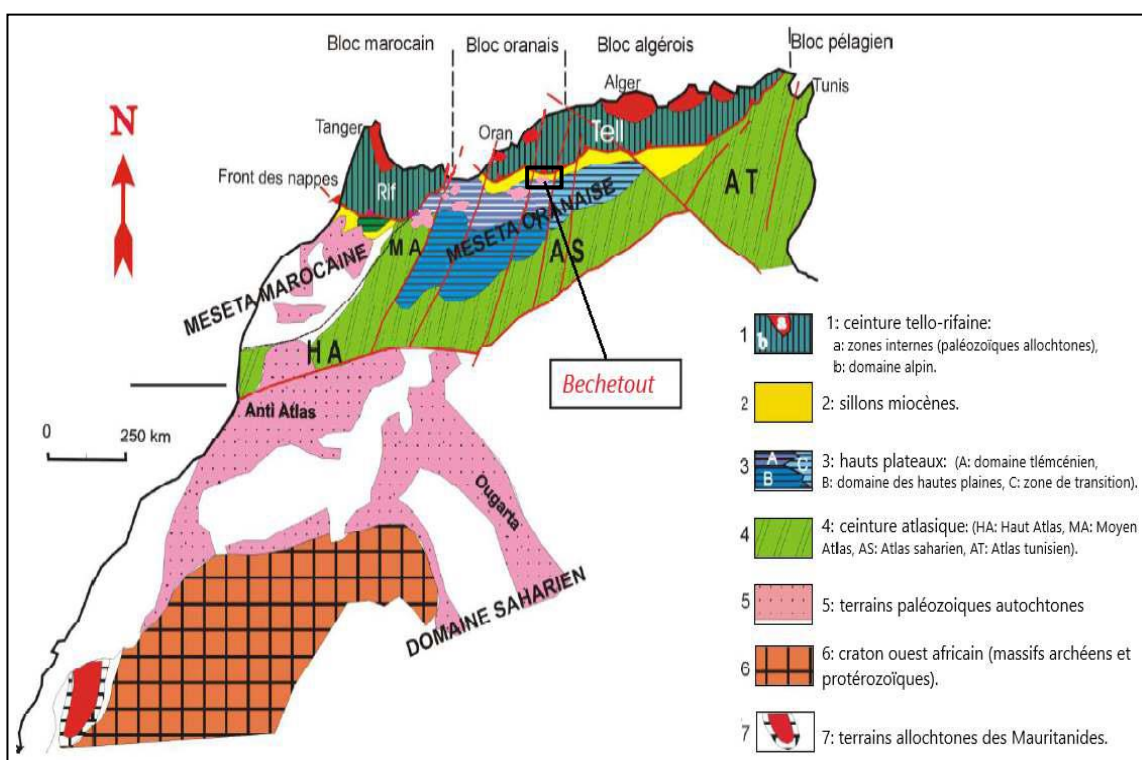 Bloc marocain
Bloc oranais
Bloc algérois
Bloc pélagien
Alger
Tunis
N
Tanger
Oran
Tell
Front des nappes
Rif
AT
MESETA ORANAISE
MA
AS
MESETA MAROCAINE
HA
Bechetout
Anti Atlas
0 250 km
Ougarta
DOMAINE SAHARIEN
1 a b 1: ceinture tello-rifaine:
a: zones internes (paléozoïques allochtones),
b: domaine alpin.
2 2: sillons miocènes.
3 A B C 3: hauts plateaux: (A: domaine tlémcénien,
B: domaine des hautes plaines, C: zone de transition).
4 4: ceinture atlasique: (HA: Haut Atlas, MA: Moyen
Atlas, AS: Atlas saharien, AT: Atlas tunisien).
5 5: terrains paléozoiques autochtones
6 6: craton ouest africain (massifs archéens et
protérozoïques).
7 7: terrains allochtones des Mauritanides.